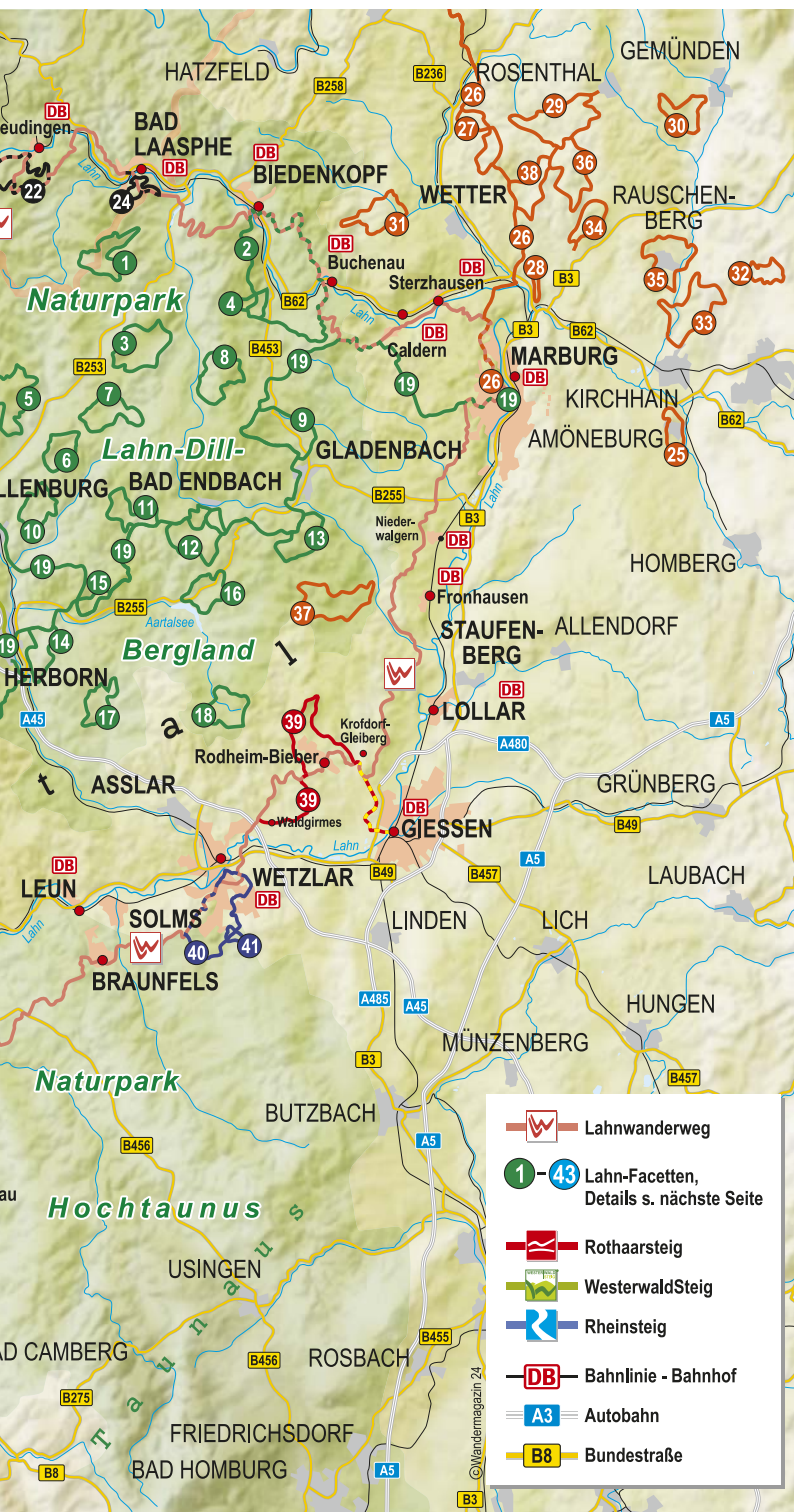 GEMÜNDEN
HATZFELD
B236
ROSENTHAL
B258
26
29
DB
eudingen
BAD
LAASPHE
DB
DB
27
30
BIEDENKOPF
36
38
Lahn
22
24
WETTER
RAUSCHEN-
BERG
31
34
1
2
DB
26
Buchenau
Sterzhausen
DB
28
B3
35
32
Naturpark
4
B62
Lahn
33
DB
Caldern
B3
B62
3
B453
8
19
MARBURG
B253
26
DB
19
19
KIRCHHAIN
5
7
9
B62
Lahn-Dill-
GLADENBACH
AMÖNEBURG
25
6
LLENBURG
BAD ENDBACH
B255
Lahn
10
11
B3
Nieder-
walgern
DB
13
12
19
19
HOMBERG
DB
15
16
Fronhausen
B255
37
Aartalsee
STAUFEN-
BERG
ALLENDORF
14
19
Bergland
l
HERBORN
17
18
a
DB
LOLLAR
A45
39
Krofdorf-
Gleiberg
A5
A480
Rodheim-Bieber
t
ASSLAR
GRÜNBERG
39
DB
Waldgirmes
GIESSEN
B49
Lahn
A5
DB
B49
B457
LEUN
WETZLAR
LAUBACH
DB
SOLMS
Lahn
LINDEN
LICH
40
41
BRAUNFELS
A485
A45
HUNGEN
MÜNZENBERG
B3
Naturpark
B457
BUTZBACH
B456
A5
au
Hochtaunus
USINGEN
Taunus
AD CAMBERG
B456
ROSBACH
B455
B275
FRIEDRICHSDORF
BAD HOMBURG
B8
A5
B3
©Wandermagazin 24
Lahnwanderweg
1 - 43 Lahn-Facetten,
Details s. nächste Seite
Rothaarsteig
WesterwaldSteig
Rheinsteig
DB Bahnlinie - Bahnhof
A3 Autobahn
B8 Bundestraße